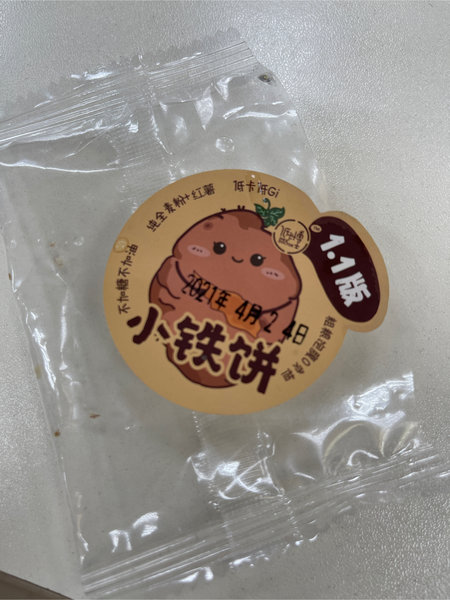 不加糖不加油
纯全麦粉+红薯
低卡低Gi
1.1版
2021年 4月24日
小铁饼